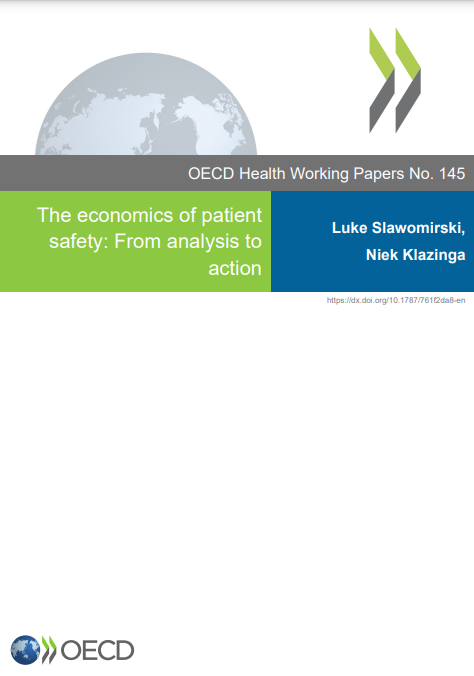 OECD Health Working Papers No. 145
The economics of patient
safety: From analysis to
action
Luke Slawomirski,
Niek Klazinga
https://dx.doi.org/10.1787/761f2da8-en
OECD